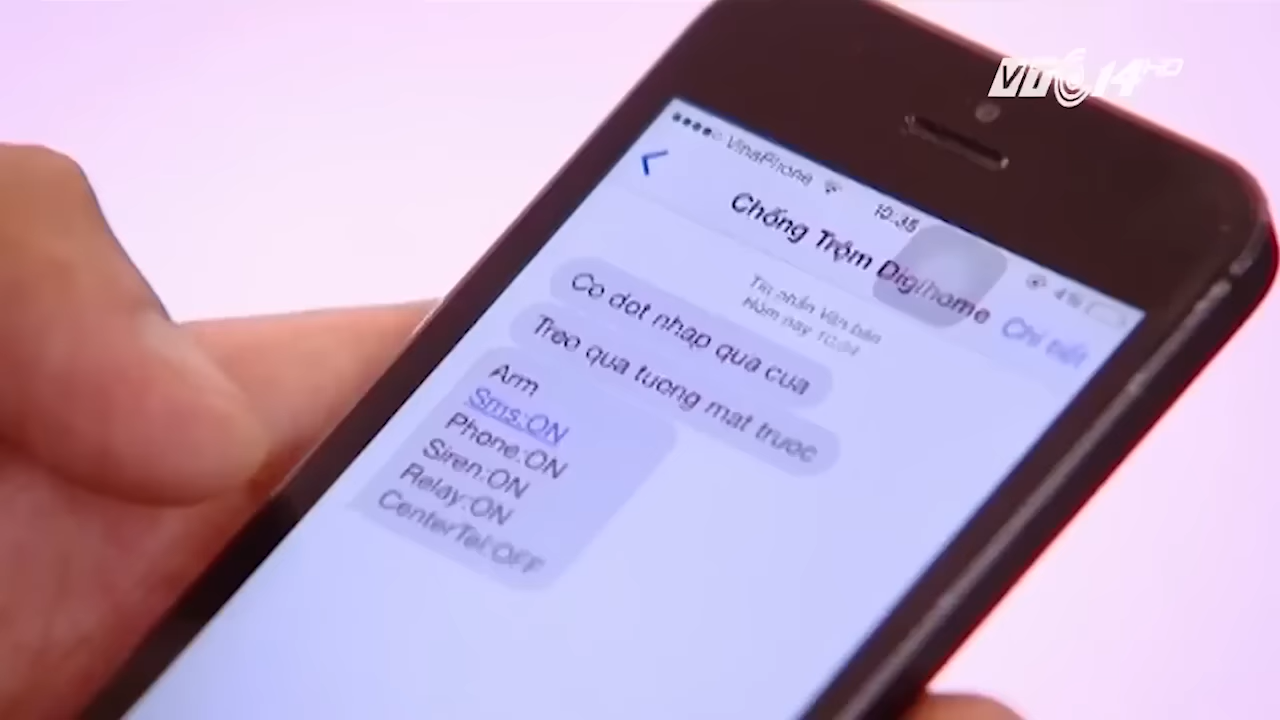 VTC14 HD
VinaPhone
10:35
4%
Chống Trộm Digihome
Chi tiết
Tin nhắn Văn bản
Hôm nay 10:34
Co dot nhap qua cua
Treo qua tuong mat truoc
Arm
Sms:ON
Phone:ON
Siren:ON
Relay:ON
CenterTel:OFF